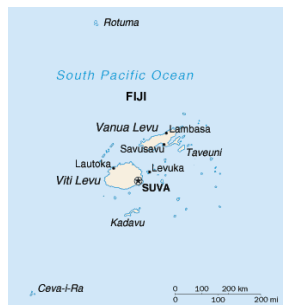 Rotuma
South Pacific Ocean
FIJI
Vanua Levu
Lambasa
Savusavu
Taveuni
Lautoka
Levuka
Viti Levu
SUVA
Kadavu
Ceva-I-Ra
0 100 200 km
0 100 200 mi